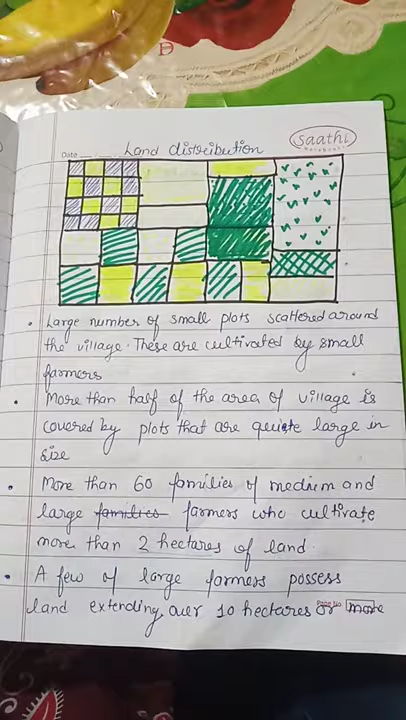 saathi
Date
Land distribution
• Large number of small plots scattered around
the village. These are cultivated by small
farmers
• More than half of the area of village is
covered by plots that are quiete large in
size
• More than 60 families of medium and
large families farmers who cultivate
more than 2 hectares of land.
• A few of large farmers possess
land extending over 10 hectares or more
Page No.